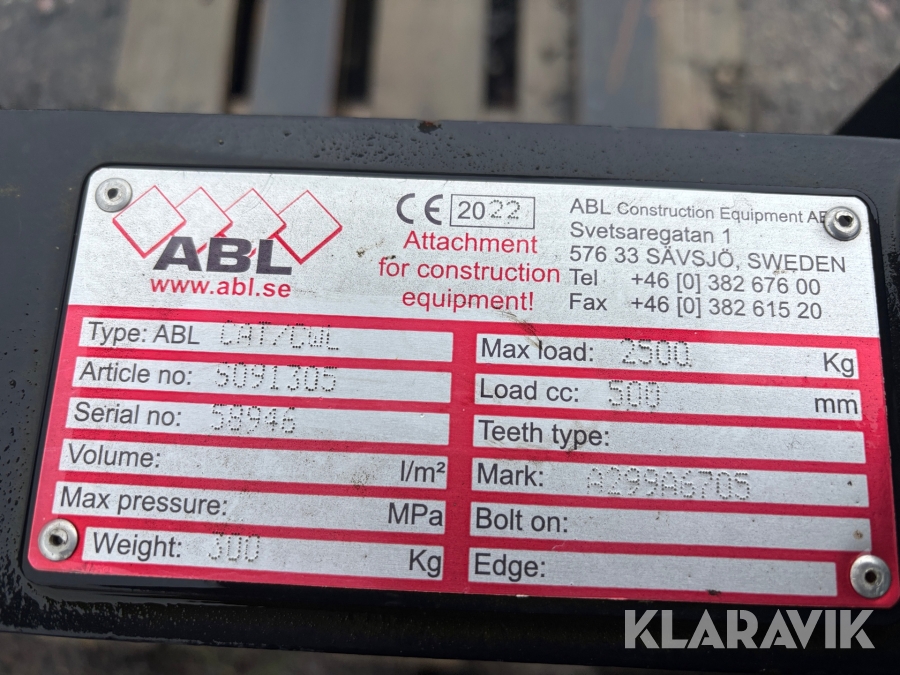 ABL
www.abl.se
CE 2022
Attachment
for construction
equipment!
ABL Construction Equipment AB
Svetsaregatan 1
576 33 SÄVSJÖ, SWEDEN
Tel +46 [0] 382 676 00
Fax +46 [0] 382 615 20
Type: ABL CAT/CWL
Article no: S091305
Serial no: 58946
Volume: l/m²
Max pressure: MPa
Weight: 300 Kg
Max load: 2500 Kg
Load cc: 500 mm
Teeth type:
Mark: A299A6705
Bolt on:
Edge:
KLARAVIK